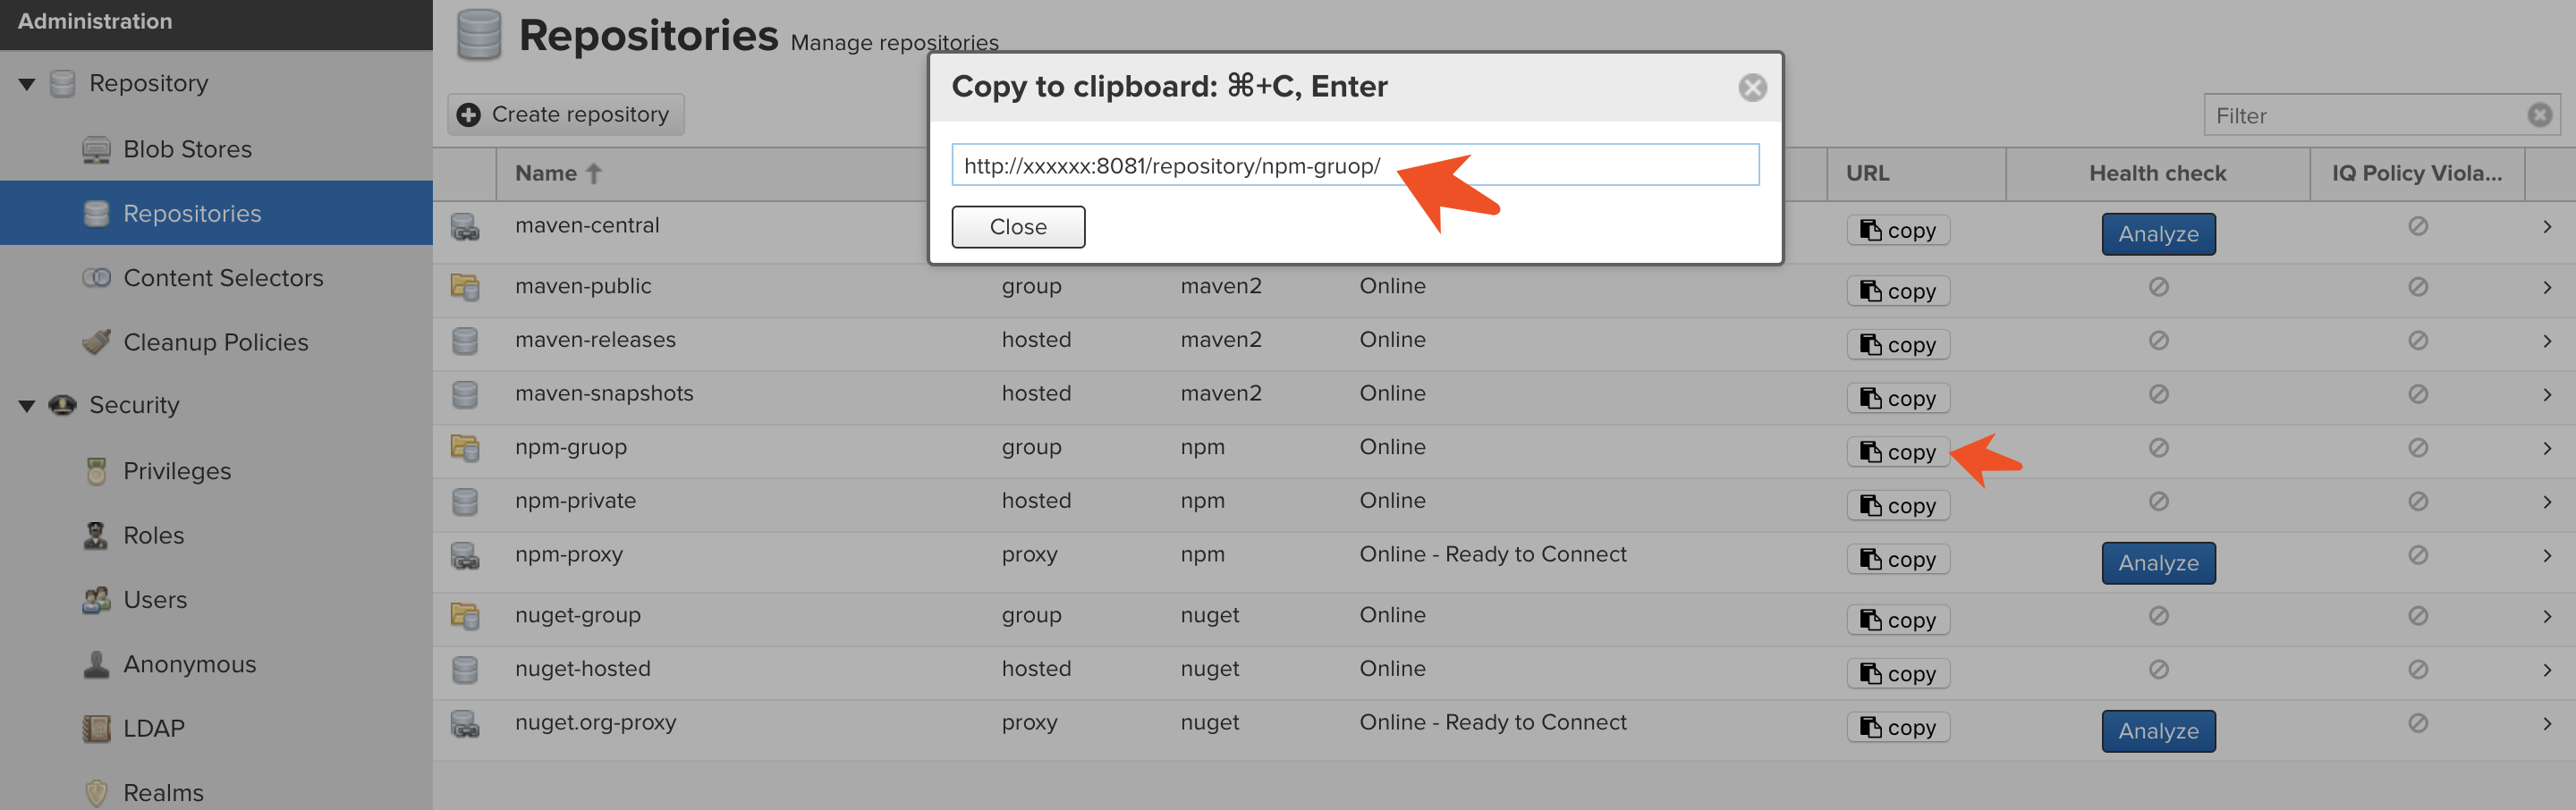 Administration
Repository
Blob Stores
Repositories
Content Selectors
Cleanup Policies
Security
Privileges
Roles
Users
Anonymous
LDAP
Realms
Repositories Manage repositories
Create repository
Filter
Copy to clipboard: ⌘+C, Enter
http://xxxxxx:8081/repository/npm-gruop/
Close
Name URL Health check IQ Policy Viola...
maven-central copy Analyze
maven-public group maven2 Online copy
maven-releases hosted maven2 Online copy
maven-snapshots hosted maven2 Online copy
npm-gruop group npm Online copy
npm-private hosted npm Online copy
npm-proxy proxy npm Online - Ready to Connect copy Analyze
nuget-group group nuget Online copy
nuget-hosted hosted nuget Online copy
nuget.org-proxy proxy nuget Online - Ready to Connect copy Analyze